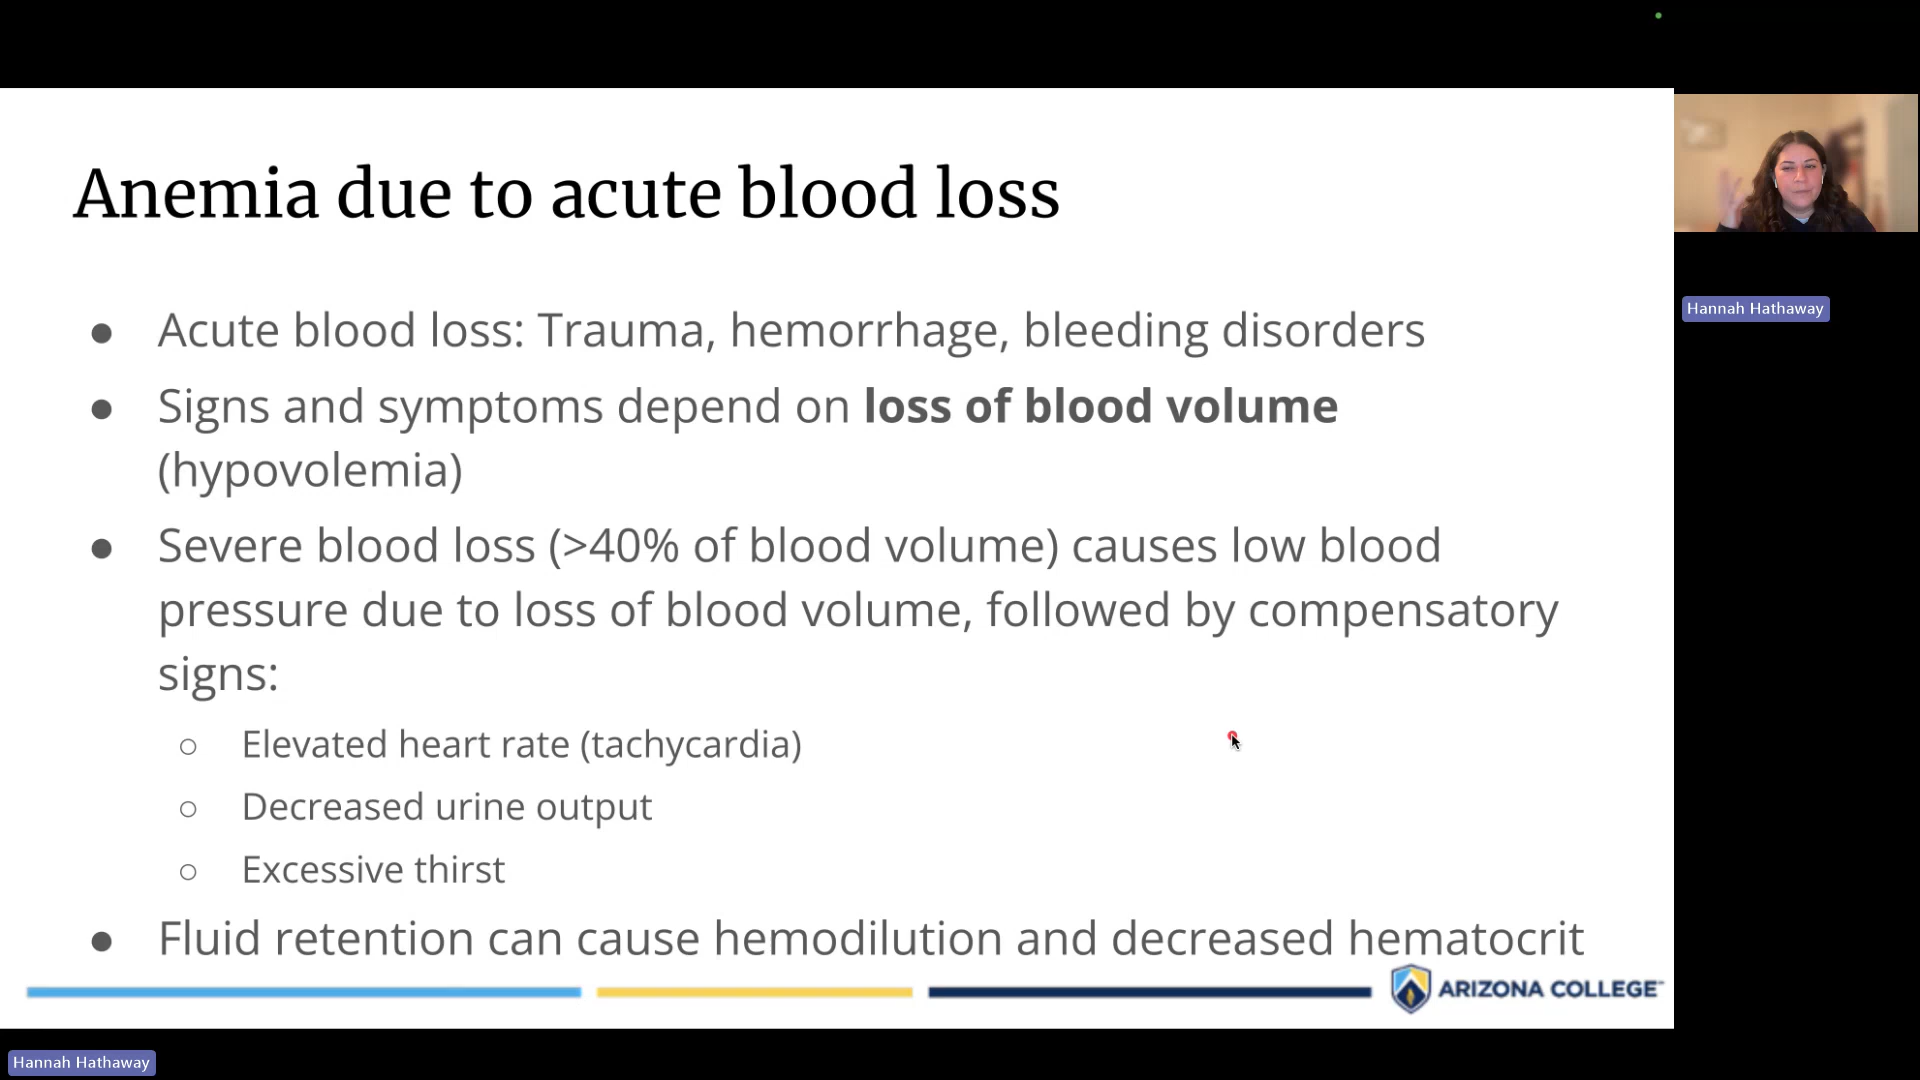 Anemia due to acute blood loss
● Acute blood loss: Trauma, hemorrhage, bleeding disorders
● Signs and symptoms depend on loss of blood volume
(hypovolemia)
● Severe blood loss (>40% of blood volume) causes low blood
pressure due to loss of blood volume, followed by compensatory
signs:
○ Elevated heart rate (tachycardia)
○ Decreased urine output
○ Excessive thirst
● Fluid retention can cause hemodilution and decreased hematocrit
ARIZONA COLLEGE
Hannah Hathaway
Hannah Hathaway